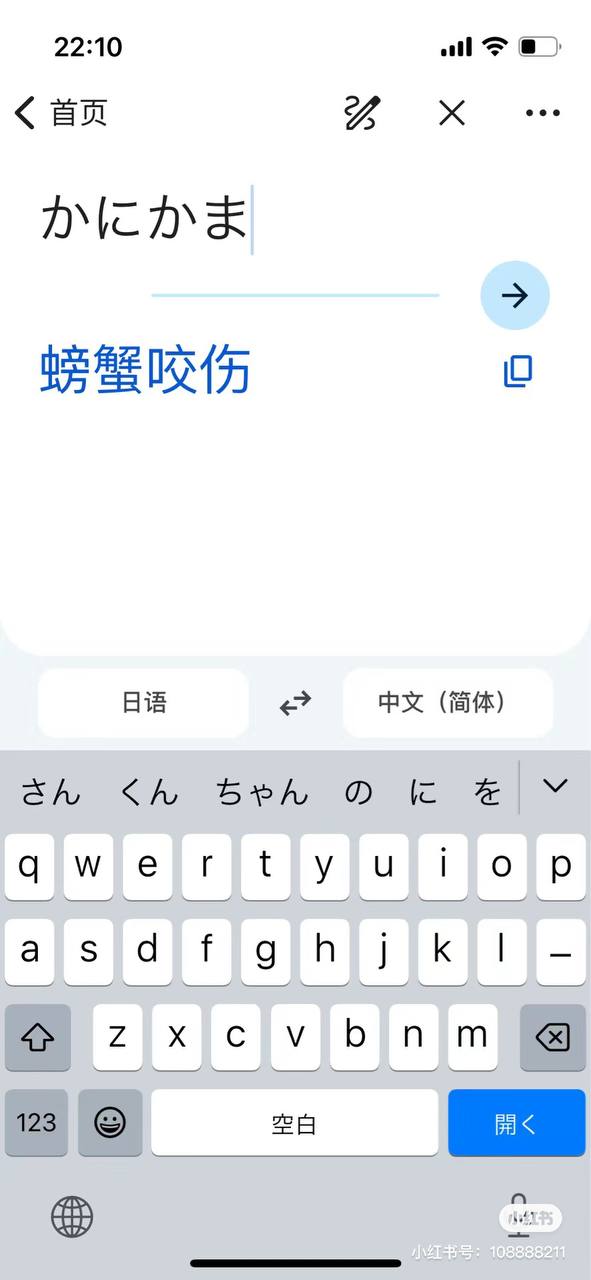 22:10
首页
かにかま
螃蟹咬伤
日语
中文（简体）
さん くん ちゃん の に を
q w e r t y u i o p
a s d f g h j k l ー
z x c v b n m
123 空白 開く
小红书
小红书号：108888211